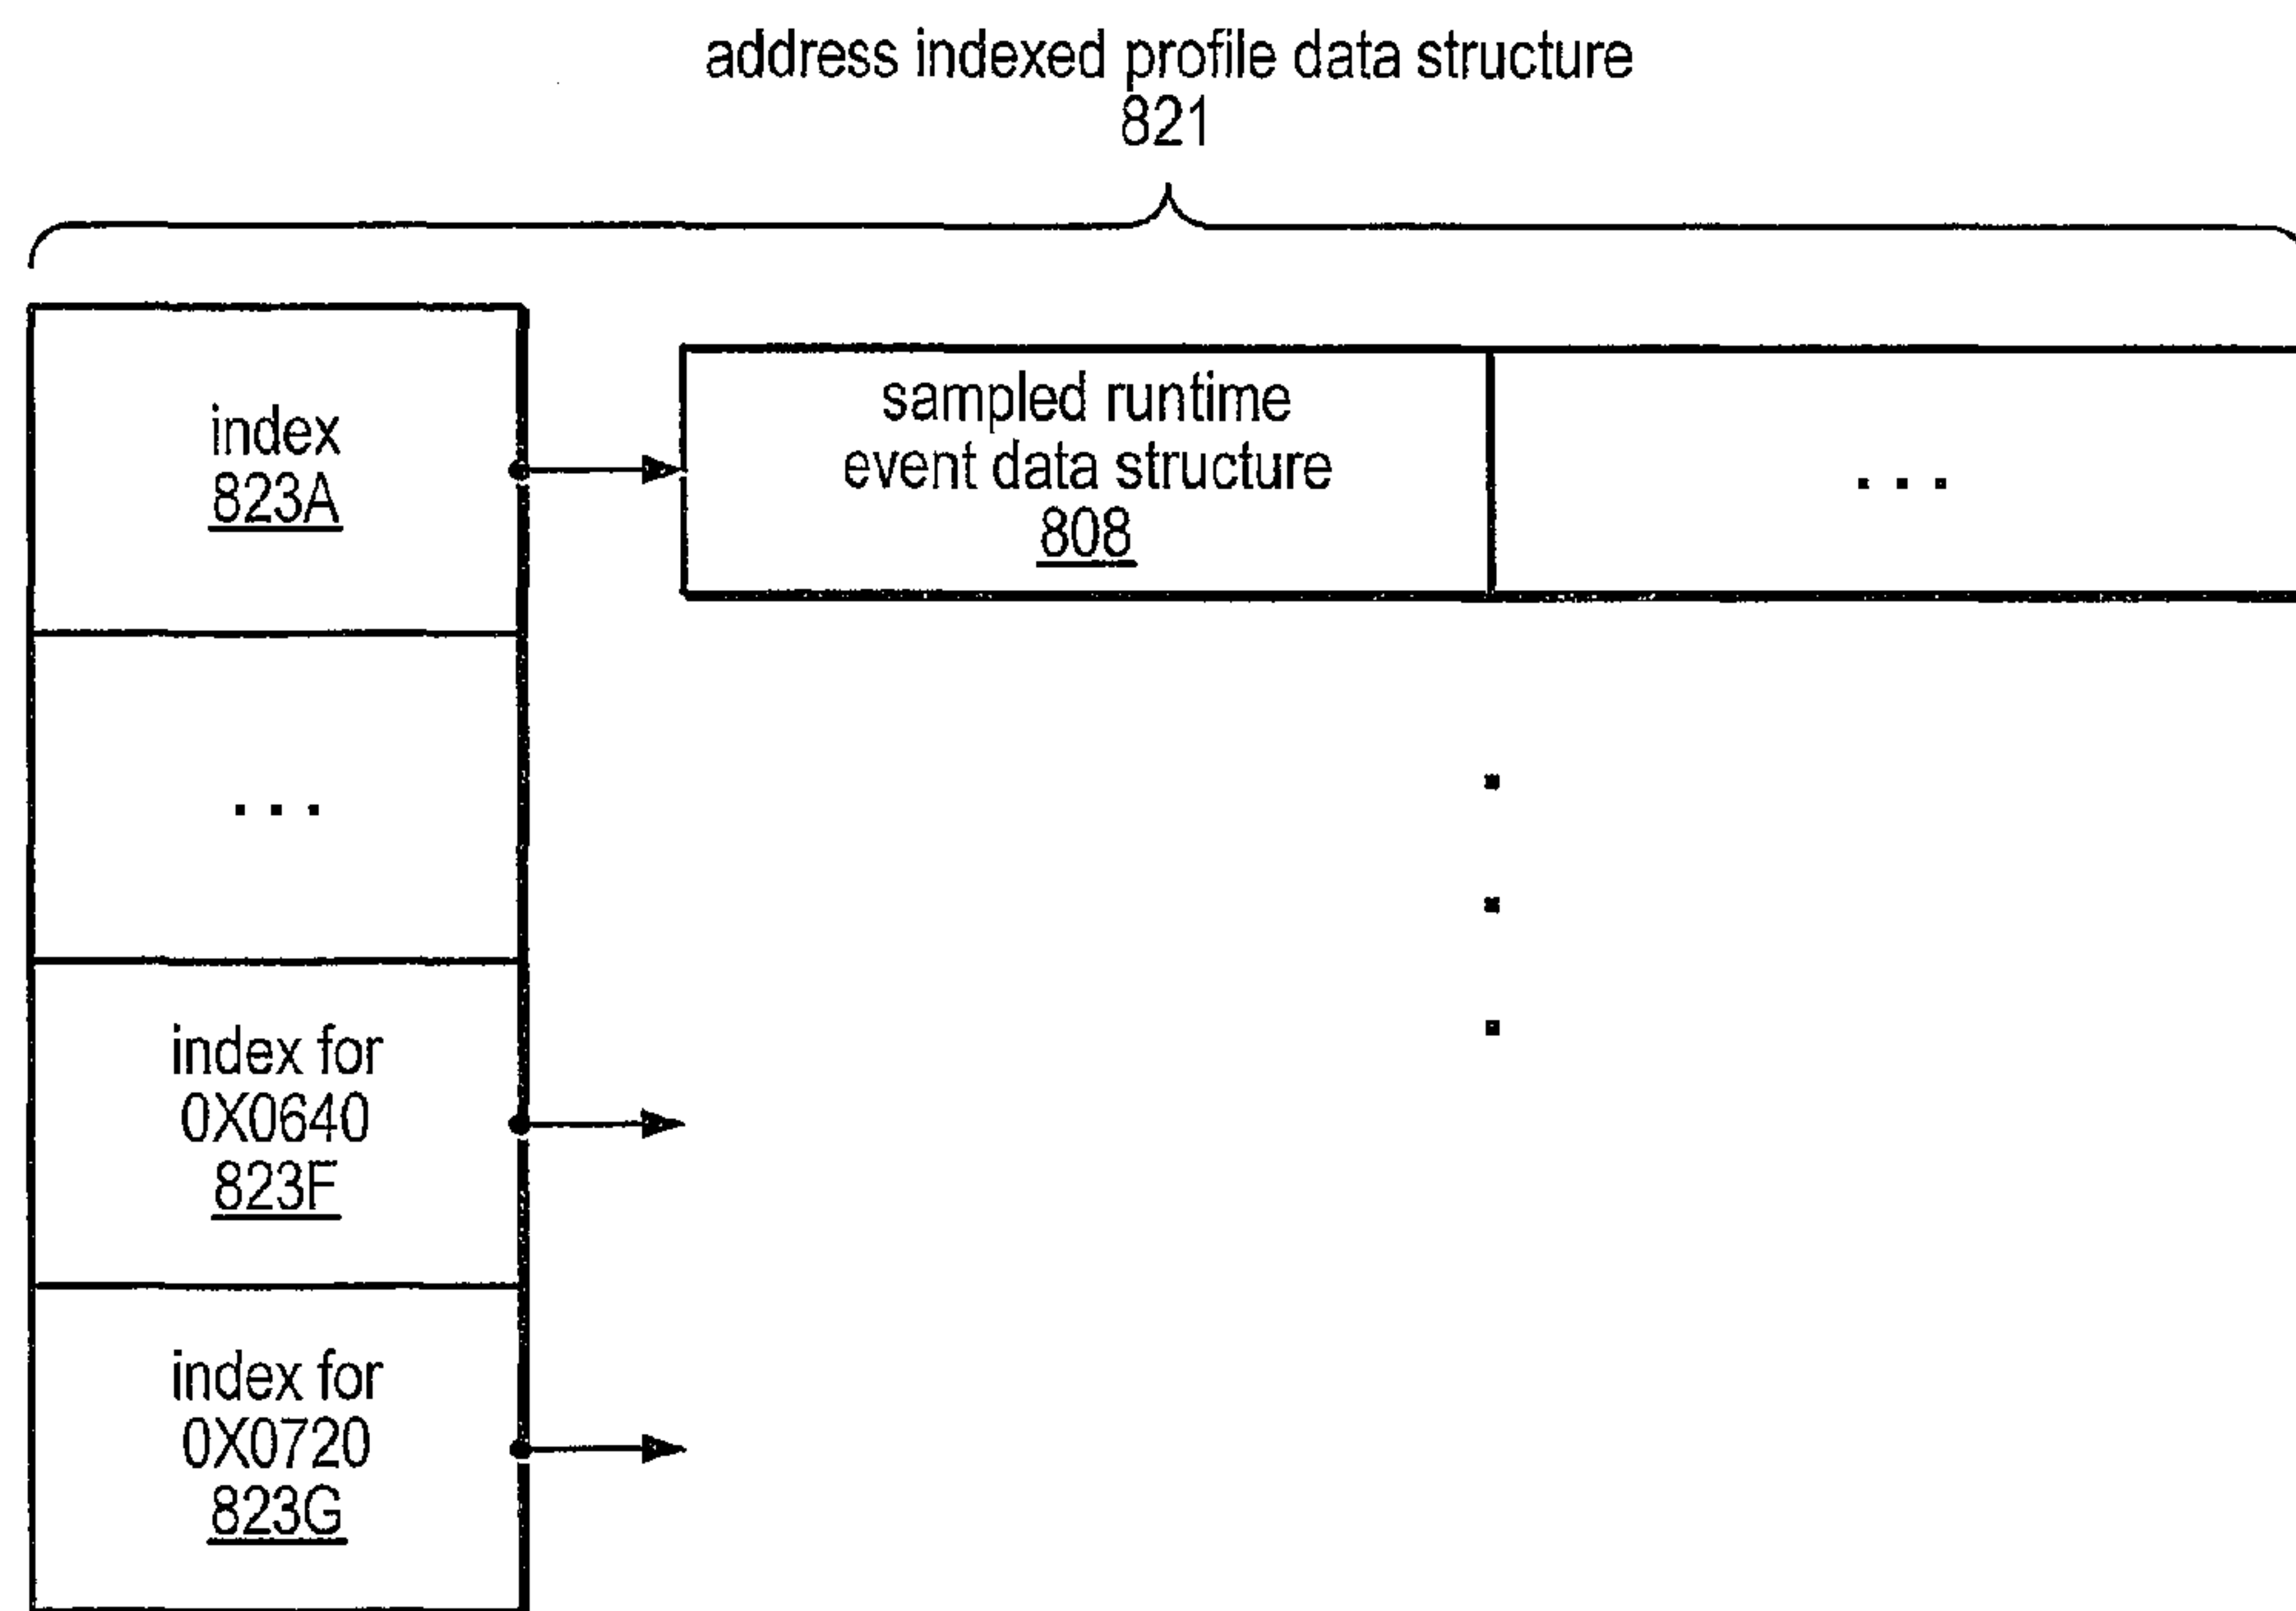 address indexed profile data structure
821
index
823A
sampled runtime
event data structure
808
. . .
. . .
index for
0X0640
823F
index for
0X0720
823G